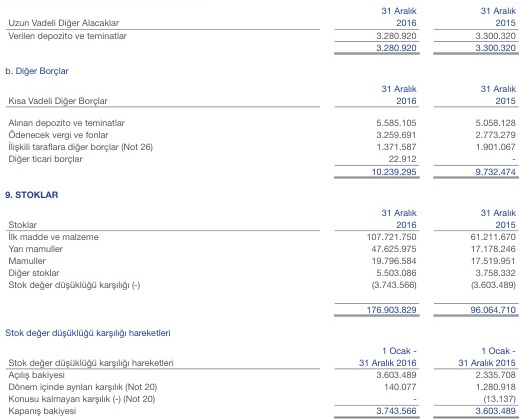 31 Aralık 31 Aralık
Uzun Vadeli Diğer Alacaklar 2016 2015
Verilen depozito ve teminatlar 3.280.920 3.300.320
3.280.920 3.300.320
b. Diğer Borçlar
31 Aralık 31 Aralık
Kısa Vadeli Diğer Borçlar 2016 2015
Alınan depozito ve teminatlar 5.585.105 5.058.128
Ödenecek vergi ve fonlar 3.259.691 2.773.279
İlişkili taraflara diğer borçlar (Not 26) 1.371.587 1.901.067
Diğer ticari borçlar 22.912 -
10.239.295 9.732.474
9. STOKLAR
31 Aralık 31 Aralık
Stoklar 2016 2015
İlk madde ve malzeme 107.721.750 61.211.670
Yarı mamuller 47.625.975 17.178.246
Mamuller 19.796.584 17.519.951
Diğer stoklar 5.503.086 3.758.332
Stok değer düşüklüğü karşılığı (-) (3.743.566) (3.603.489)
176.903.829 96.064.710
Stok değer düşüklüğü karşılığı hareketleri
1 Ocak - 1 Ocak -
Stok değer düşüklüğü karşılığı hareketleri 31 Aralık 2016 31 Aralık 2015
Açılış bakiyesi 3.603.489 2.335.708
Dönem içinde ayrılan karşılık (Not 20) 140.077 1.280.918
Konusu kalmayan karşılık (-) (Not 20) - (13.137)
Kapanış bakiyesi 3.743.566 3.603.489